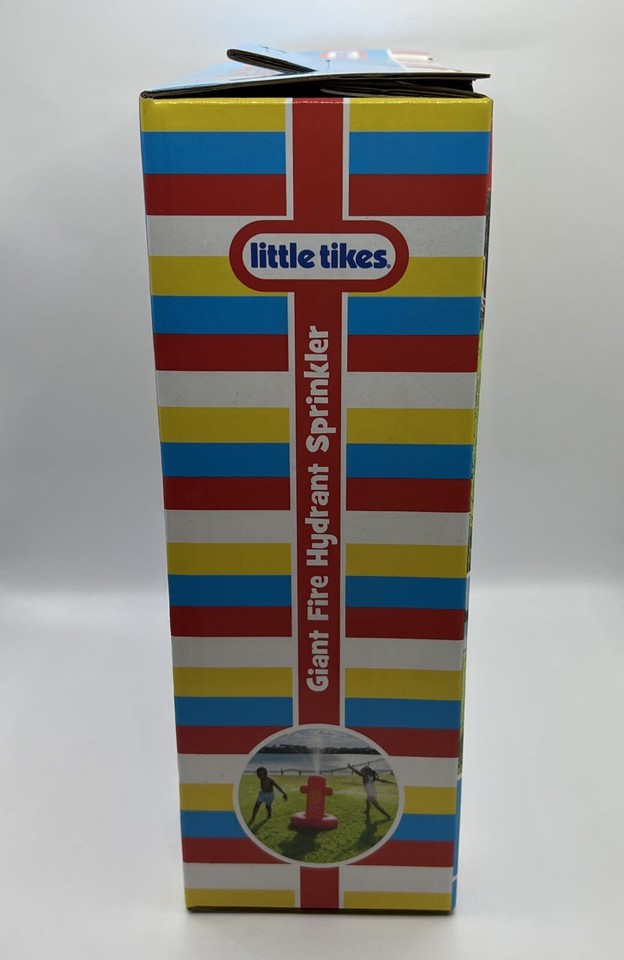 little tikes®
Giant Fire Hydrant Sprinkler